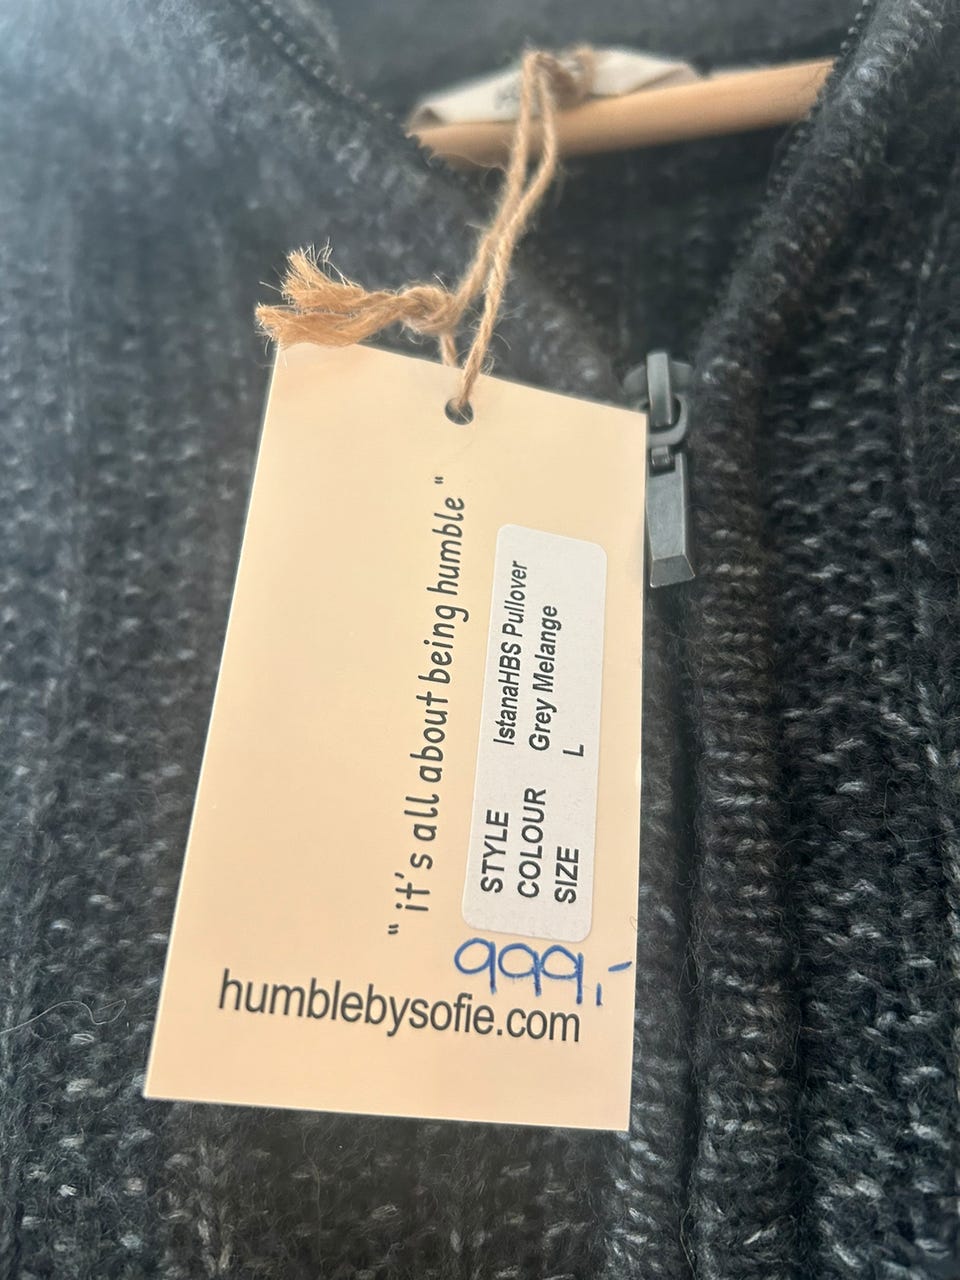 " it's all about being humble "
STYLE IstanaHBS Pullover
COLOUR Grey Melange
SIZE L
999,-
humblebysofie.com